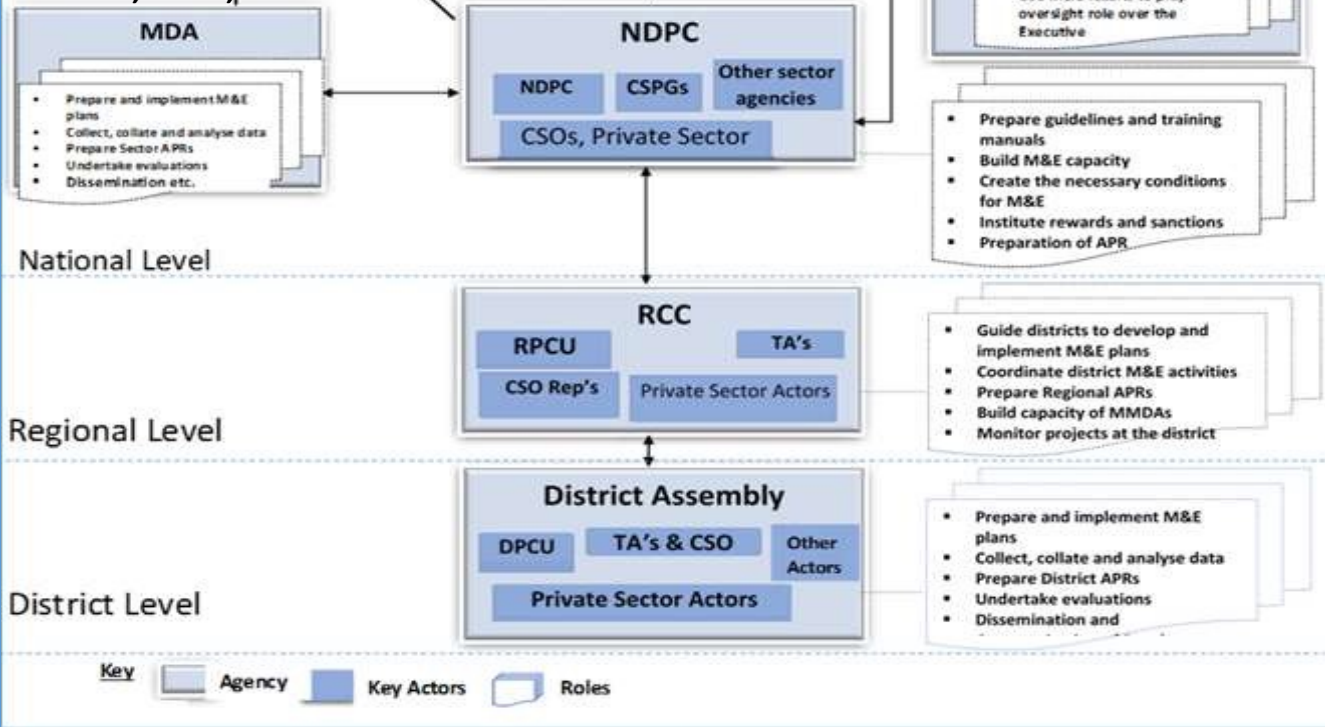 MDA
Prepare and implement M&E
plans
Collect, collate and analyse data
Prepare Sector APRs
Undertake evaluations
Dissemination etc.
NDPC
NDPC
CSPGs
Other sector
agencies
CSOs, Private Sector
oversight role over the
Executive
Prepare guidelines and training
manuals
Build M&E capacity
Create the necessary conditions
for M&E
Institute rewards and sanctions
Preparation of APR
National Level
RCC
RPCU
TA's
CSO Rep's
Private Sector Actors
Guide districts to develop and
implement M&E plans
Coordinate district M&E activities
Prepare Regional APRs
Build capacity of MMDAs
Monitor projects at the district
Regional Level
District Assembly
DPCU
TA's & CSO
Other
Actors
Private Sector Actors
Prepare and implement M&E
plans
Collect, collate and analyse data
Prepare District APRs
Undertake evaluations
Dissemination and
District Level
Key
Agency
Key Actors
Roles